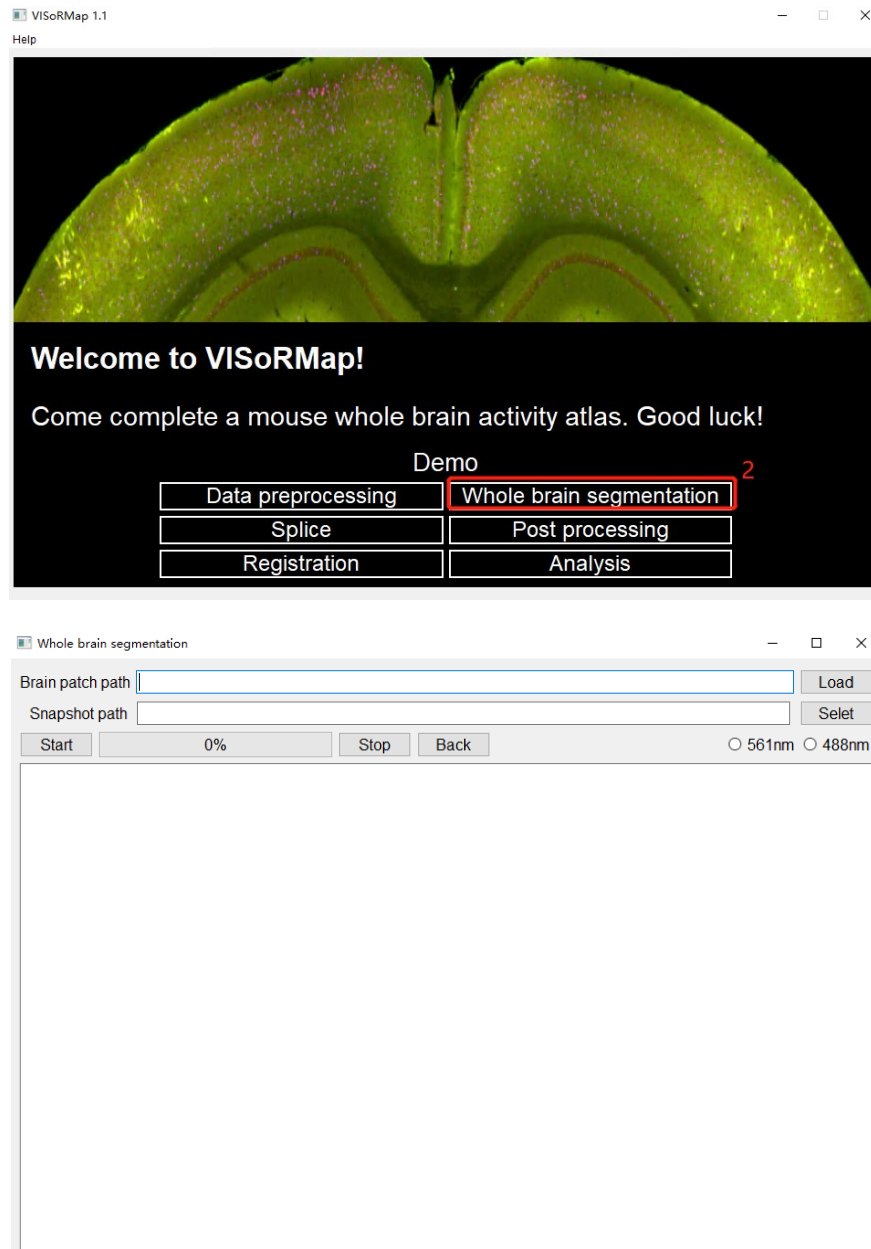 VISoRMap 1.1
Help
Welcome to VISoRMap!
Come complete a mouse whole brain activity atlas. Good luck!
Demo
2
Data preprocessing Whole brain segmentation
Splice Post processing
Registration Analysis
Whole brain segmentation
Brain patch path Load
Snapshot path Selet
Start 0% Stop Back 561nm 488nm